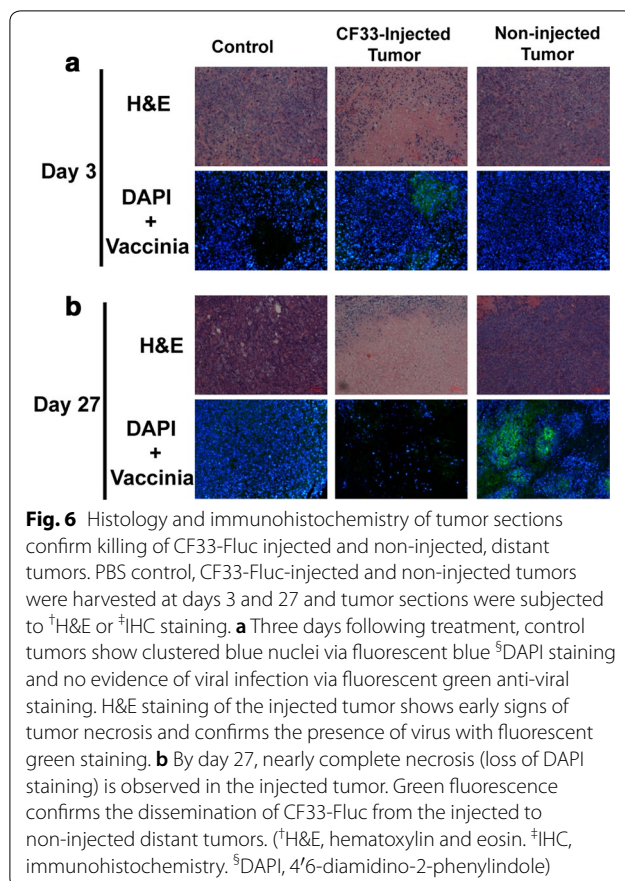 Control
CF33-Injected
Tumor
Non-injected
Tumor
a
H&E
Day 3
DAPI
+
Vaccinia
b
H&E
Day 27
DAPI
+
Vaccinia
Fig. 6 Histology and immunohistochemistry of tumor sections
confirm killing of CF33-Fluc injected and non-injected, distant
tumors. PBS control, CF33-Fluc-injected and non-injected tumors
were harvested at days 3 and 27 and tumor sections were subjected
to †H&E or ‡IHC staining. a Three days following treatment, control
tumors show clustered blue nuclei via fluorescent blue §DAPI staining
and no evidence of viral infection via fluorescent green anti-viral
staining. H&E staining of the injected tumor shows early signs of
tumor necrosis and confirms the presence of virus with fluorescent
green staining. b By day 27, nearly complete necrosis (loss of DAPI
staining) is observed in the injected tumor. Green fluorescence
confirms the dissemination of CF33-Fluc from the injected to
non-injected distant tumors. (†H&E, hematoxylin and eosin. ‡IHC,
immunohistochemistry. §DAPI, 4′6-diamidino-2-phenylindole)